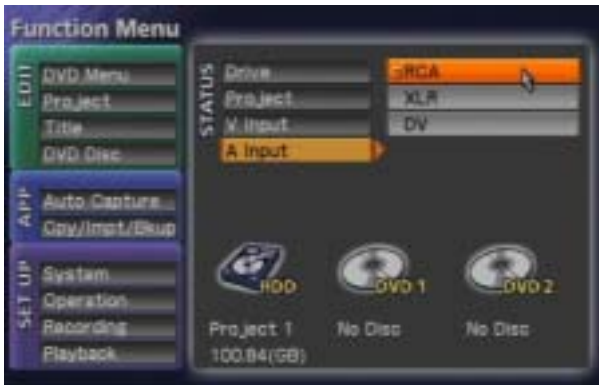 Function Menu
EDIT
DVD Menu
Project
Title
DVD Disc
APP
Auto Capture
Cpy/Impt/Bkup
SET UP
System
Operation
Recording
Playback
STATUS
Drive
Project
V.Input
A Input
RCA
XLR
DV
HDD
DVD 1
DVD 2
Project 1
No Disc
No Disc
100.84(GB)